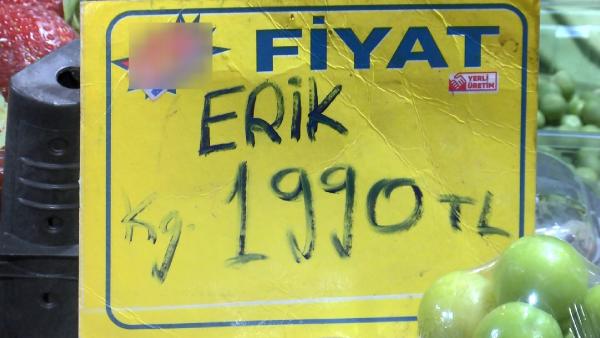 FİYAT
YERLİ
ÜRETİM
ERİK
Kg. 1990 TL